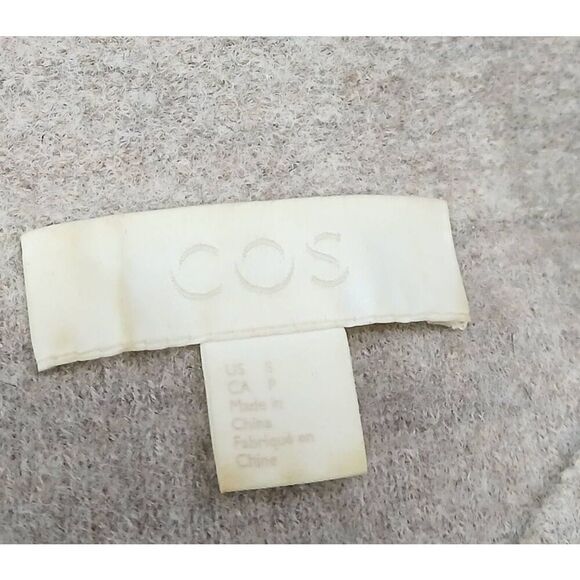 COS
US S
CA P
Made in
China
Fabriqué en
Chine